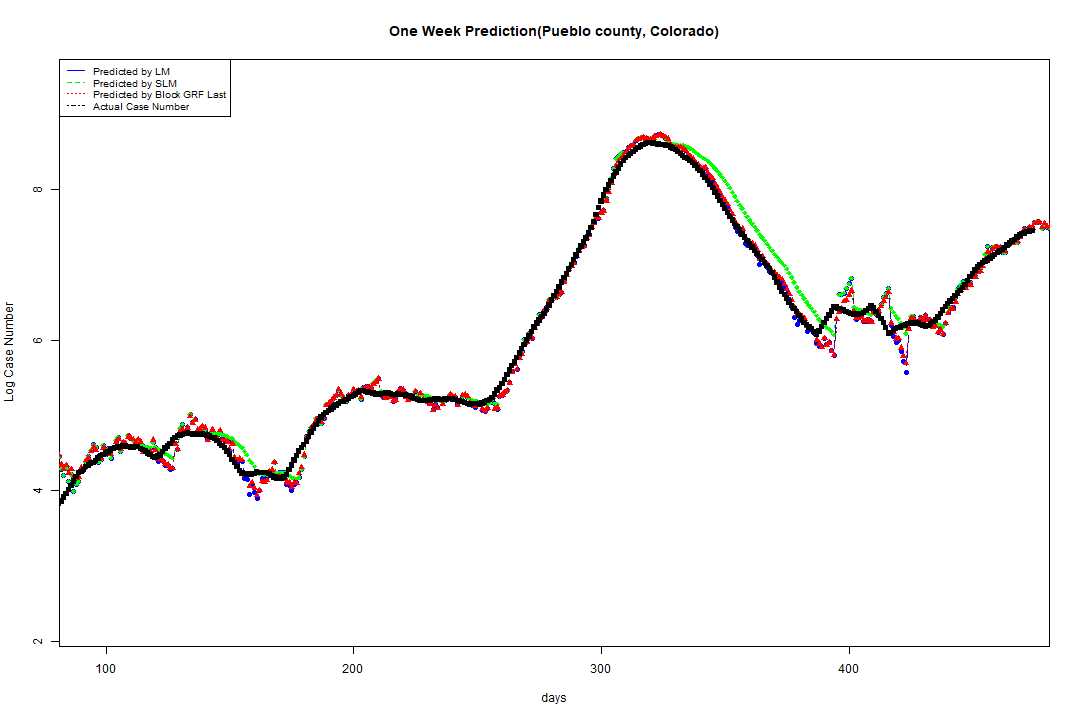 One Week Prediction(Pueblo county, Colorado)
Predicted by LM
Predicted by SLM
Predicted by Block GRF Last
Actual Case Number
8
6
4
2
Log Case Number
100 200 300 400
days